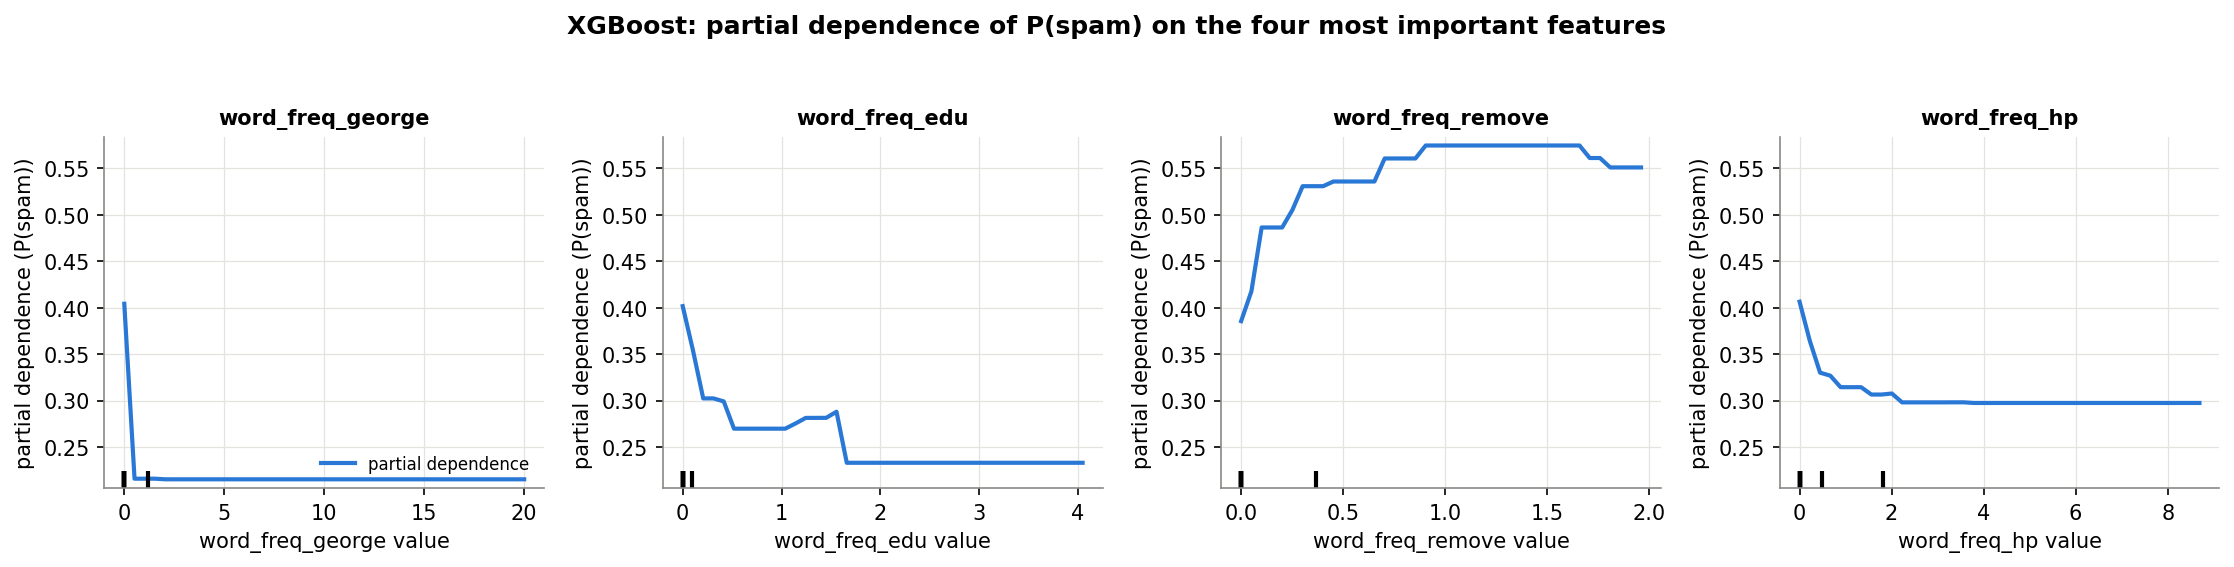 XGBoost: partial dependence of P(spam) on the four most important features
word_freq_george
partial dependence (P(spam))
0.55
0.50
0.45
0.40
0.35
0.30
0.25
partial dependence
0 5 10 15 20
word_freq_george value
word_freq_edu
partial dependence (P(spam))
0.55
0.50
0.45
0.40
0.35
0.30
0.25
0 1 2 3 4
word_freq_edu value
word_freq_remove
partial dependence (P(spam))
0.55
0.50
0.45
0.40
0.35
0.30
0.25
0.0 0.5 1.0 1.5 2.0
word_freq_remove value
word_freq_hp
partial dependence (P(spam))
0.55
0.50
0.45
0.40
0.35
0.30
0.25
0 2 4 6 8
word_freq_hp value